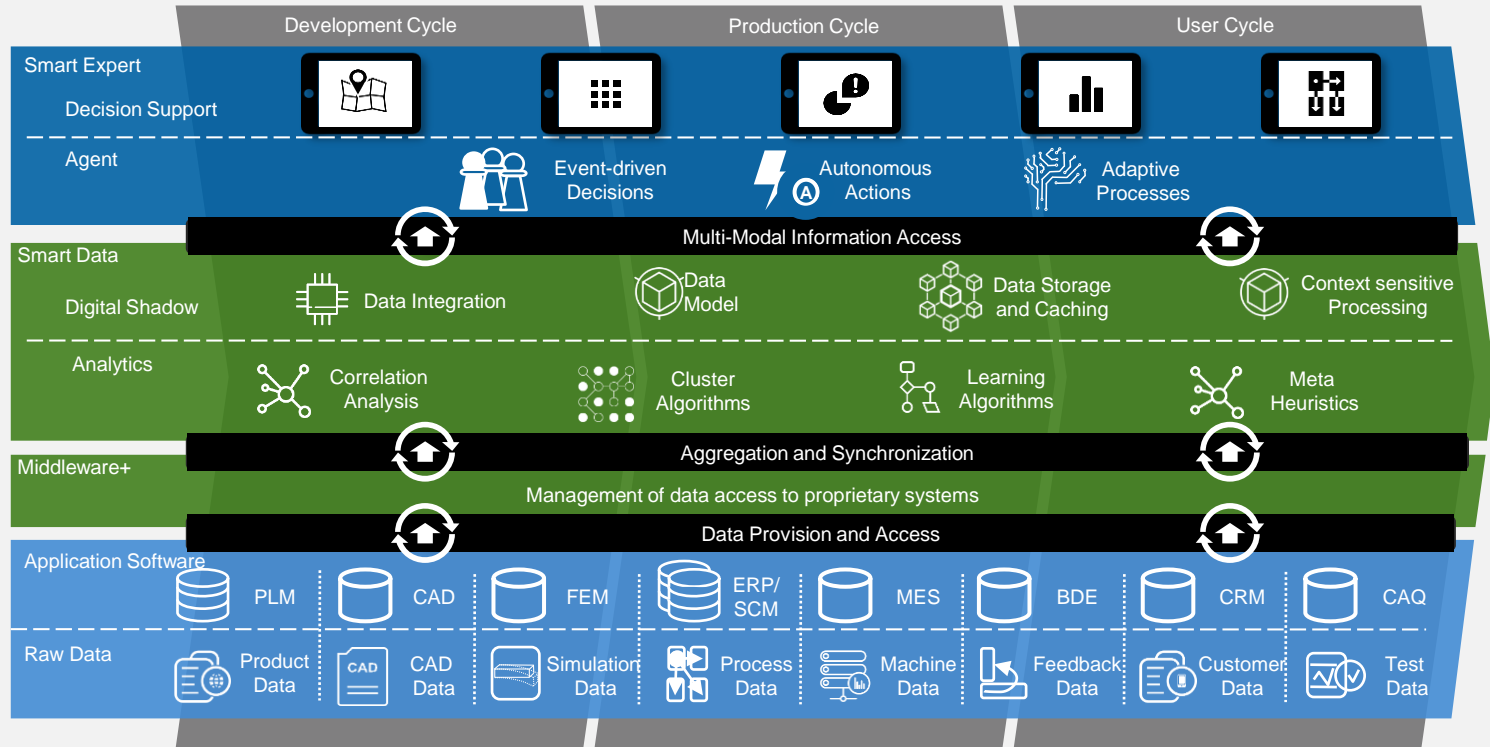 Development Cycle
Production Cycle
User Cycle
Smart Expert
Decision Support
Agent
Event-driven
Decisions
A
Autonomous
Actions
Adaptive
Processes
Multi-Modal Information Access
Smart Data
Digital Shadow
Data Integration
Data
Model
Data Storage
and Caching
Context sensitive
Processing
Analytics
Correlation
Analysis
Cluster
Algorithms
Learning
Algorithms
Meta
Heuristics
Aggregation and Synchronization
Middleware+
Management of data access to proprietary systems
Data Provision and Access
Application Software
PLM
CAD
FEM
ERP/
SCM
MES
BDE
CRM
CAQ
Raw Data
Product
Data
CAD
CAD
Data
Simulation
Data
Process
Data
Machine
Data
Feedback
Data
Customer
Data
Test
Data